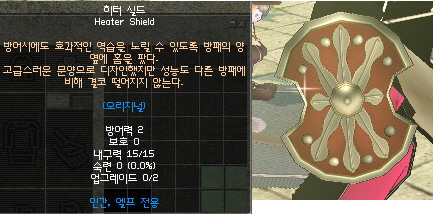 히터 실드
Heater Shield
방어시에도 효과적인 역습을 노릴 수 있도록 방패의 양
옆에 홈을 팠다.
고급스러운 문양으로 디자인했지만 성능도 다른 방패에
비해 결코 떨어지지 않는다.
(오리지널)
방어력 2
보호 0
내구력 15/15
숙련 0 (0.0%)
업그레이드 0/2
인간, 엘프 전용